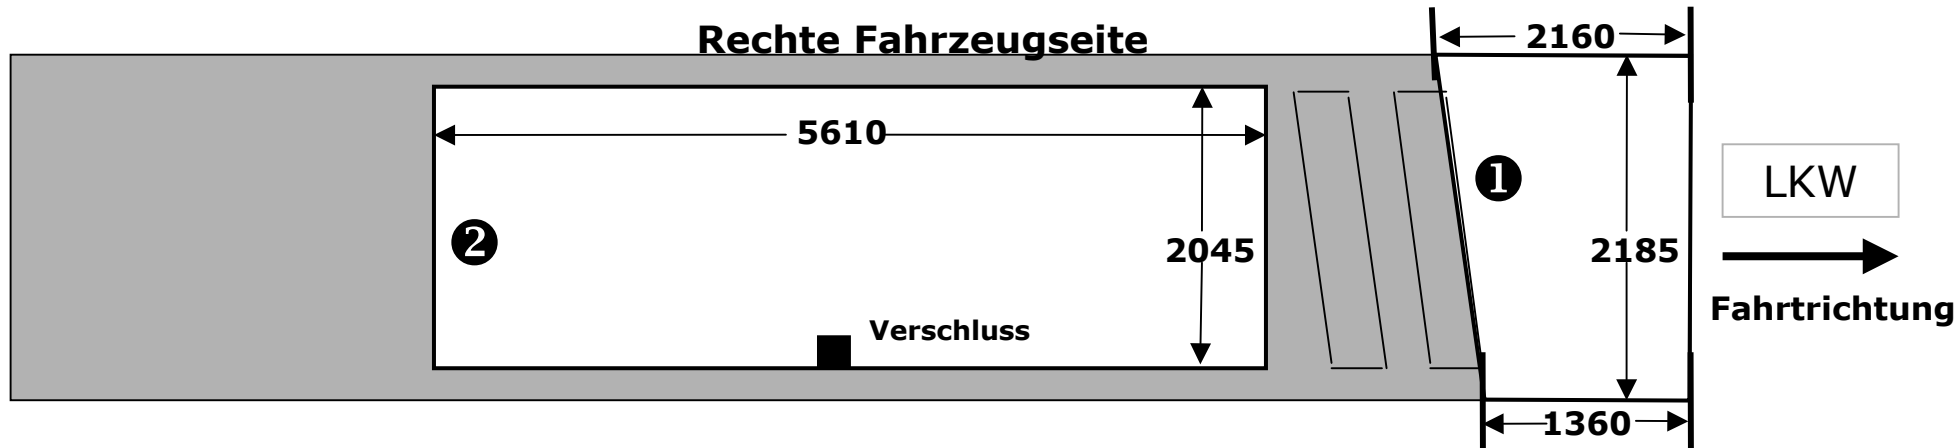 Rechte Fahrzeugseite
2160
5610
❶
LKW
❷
2045
2185
Fahrtrichtung
Verschluss
1360